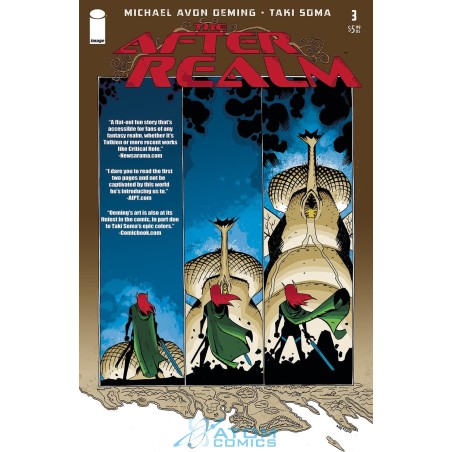 image
MICHAEL AVON OEMING • TAKI SOMA
3
$5.99
US
THE
AFTER
REALM
"A flat-out fun story that's
accessible for fans of any
fantasy realm, whether it's
Tolkien or more recent works
like Critical Role."
-Newsarama.com
"I dare you to read the first
two pages and not be
captivated by this world
he's introducing us to."
-AIPT.com
"Oeming's art is also at its
finest in the comic, in part due
to Taki Soma's epic colors."
-Comicbook.com
ATOM
COMICS